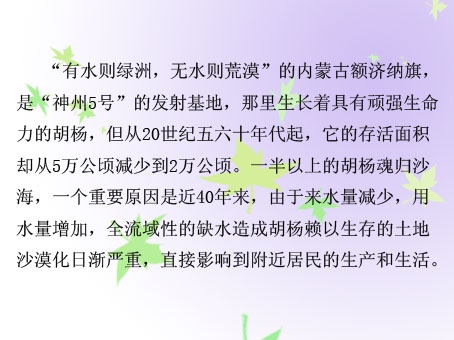 “有水则绿洲，无水则荒漠”的内蒙古额济纳旗，
是“神州5号”的发射基地，那里生长着具有顽强生命
力的胡杨，但从20世纪五六十年代起，它的存活面积
却从5万公顷减少到2万公顷。一半以上的胡杨魂归沙
海，一个重要原因是近40年来，由于来水量减少，用
水量增加，全流域性的缺水造成胡杨赖以生存的土地
沙漠化日渐严重，直接影响到附近居民的生产和生活。